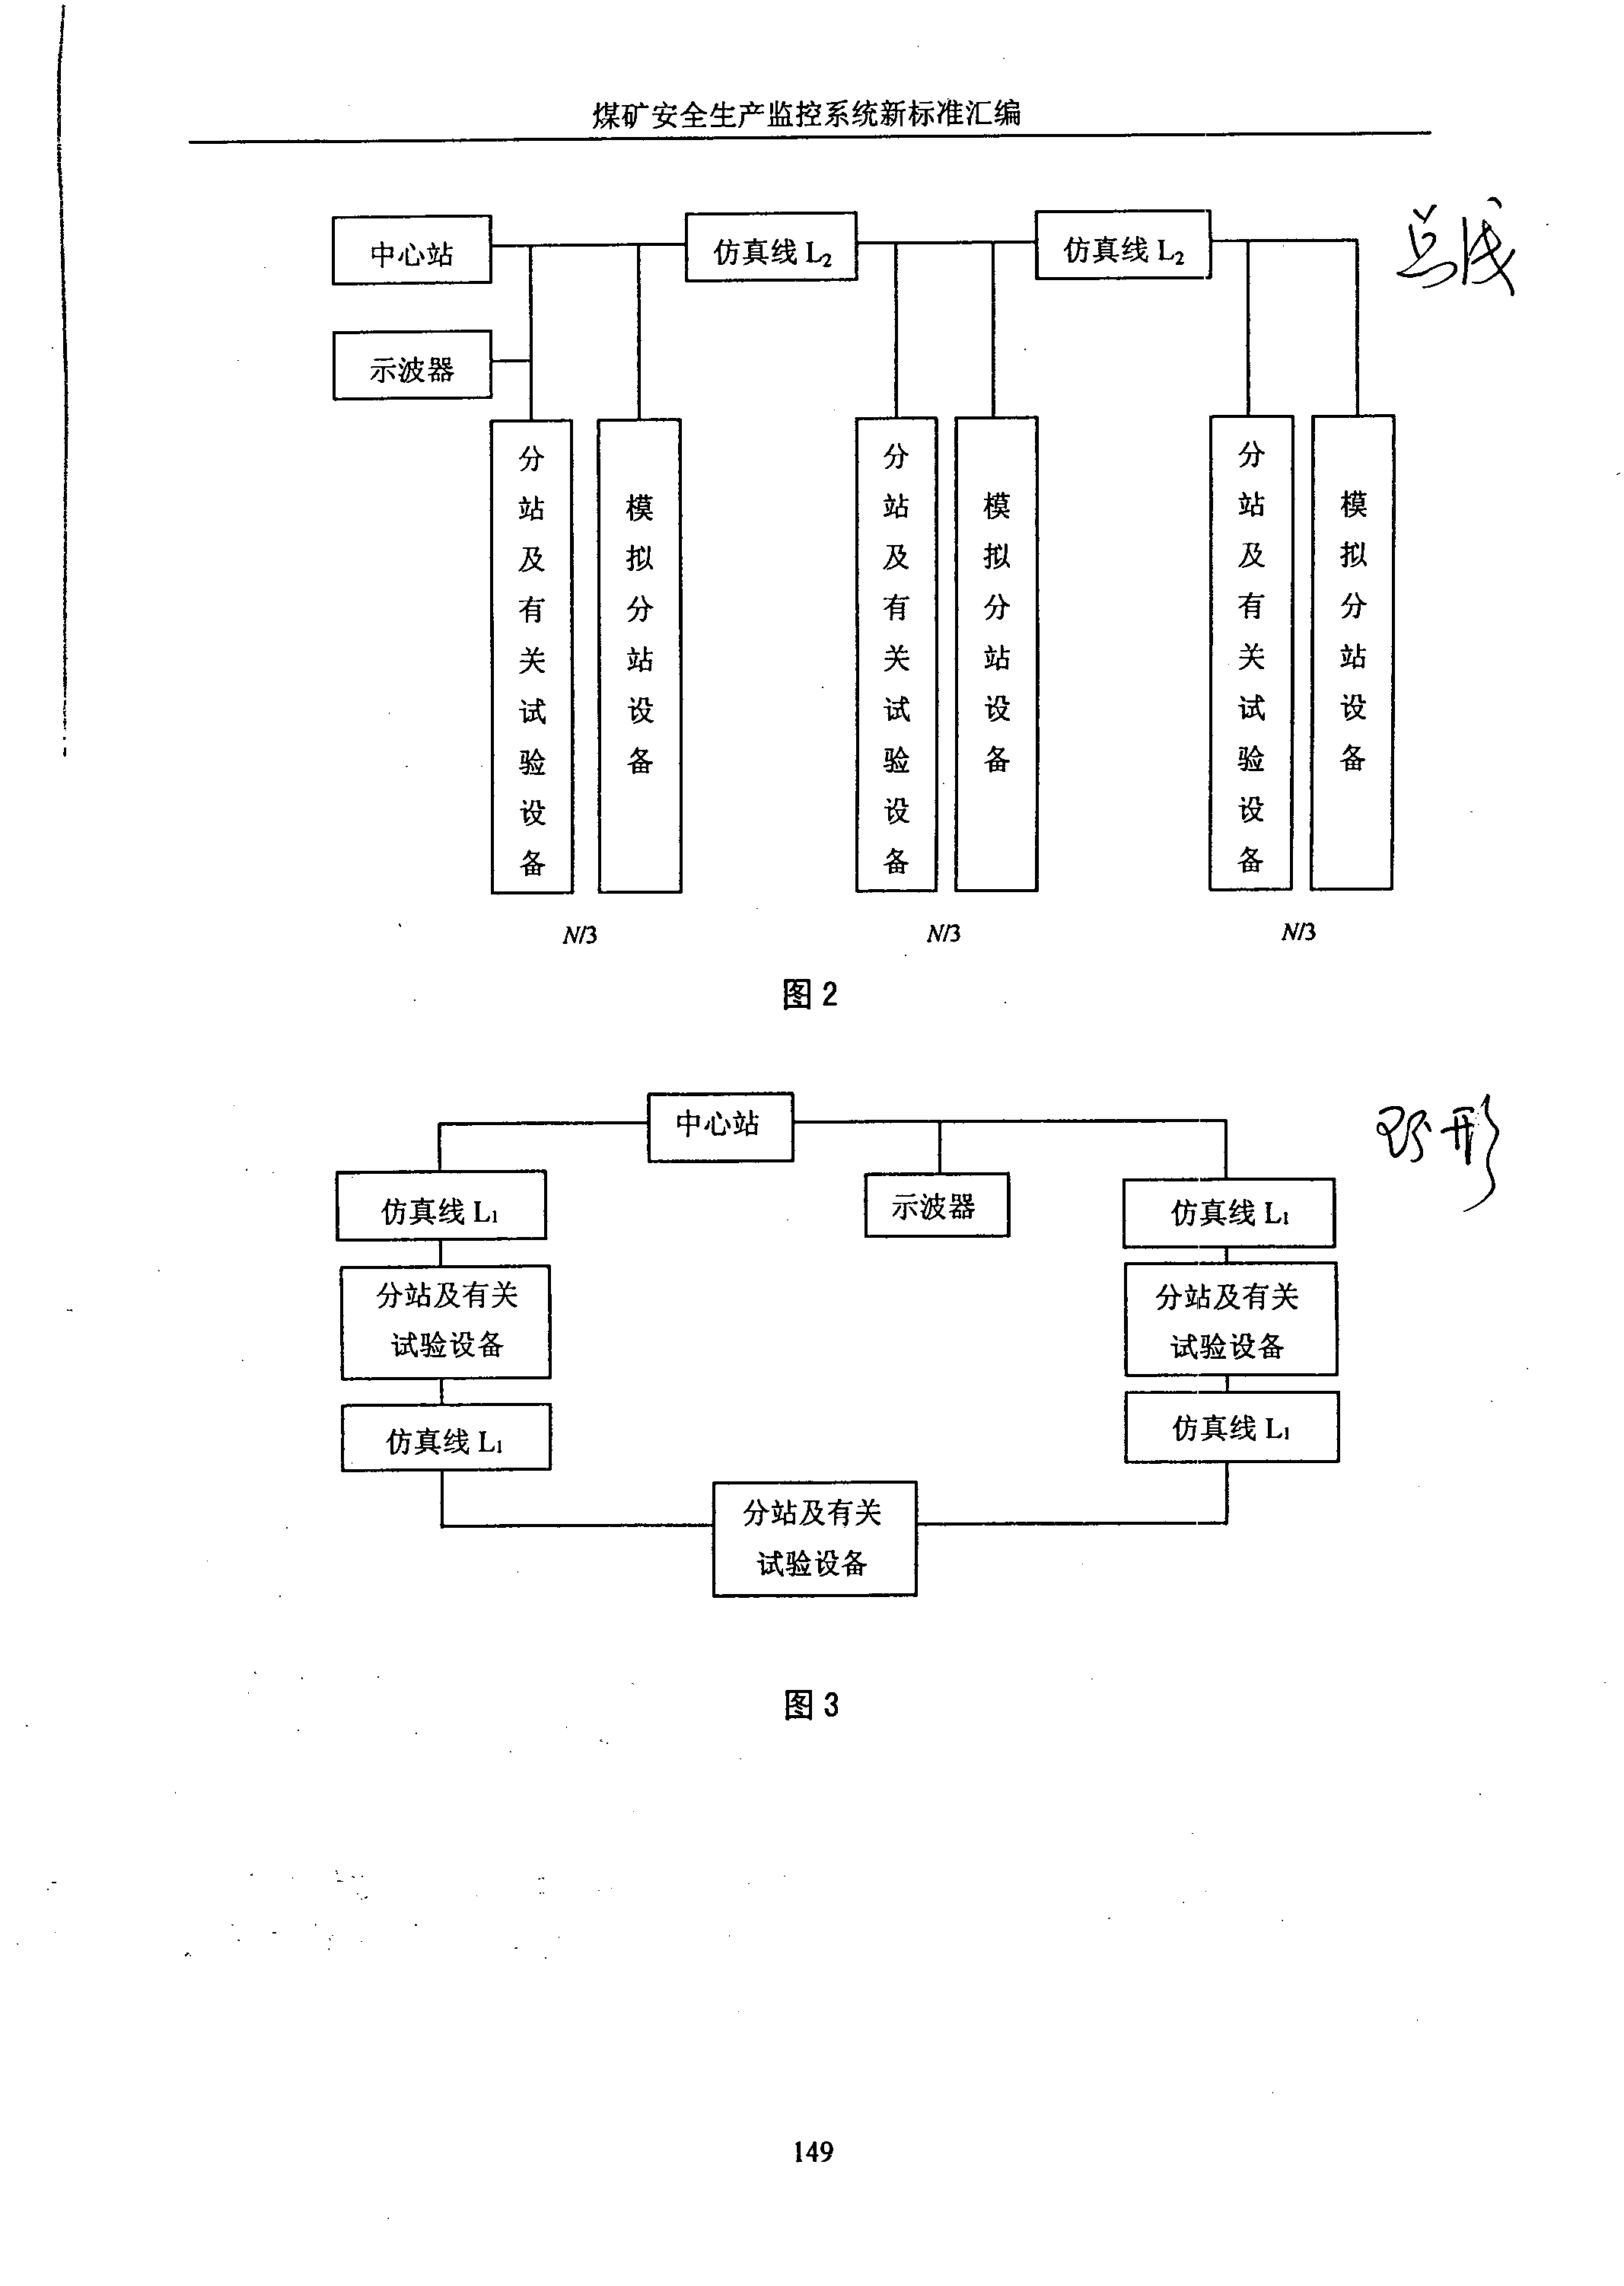 煤矿安全生产监控系统新标准汇编
中心站
仿真线 L₂
仿真线 L₂
总线
示波器
分站及有关试验设备
模拟分站设备
分站及有关试验设备
模拟分站设备
分站及有关试验设备
模拟分站设备
N/3
N/3
N/3
图 2
中心站
环形
仿真线 L₁
示波器
仿真线 L₁
分站及有关
试验设备
分站及有关
试验设备
仿真线 L₁
仿真线 L₁
分站及有关
试验设备
图 3
149